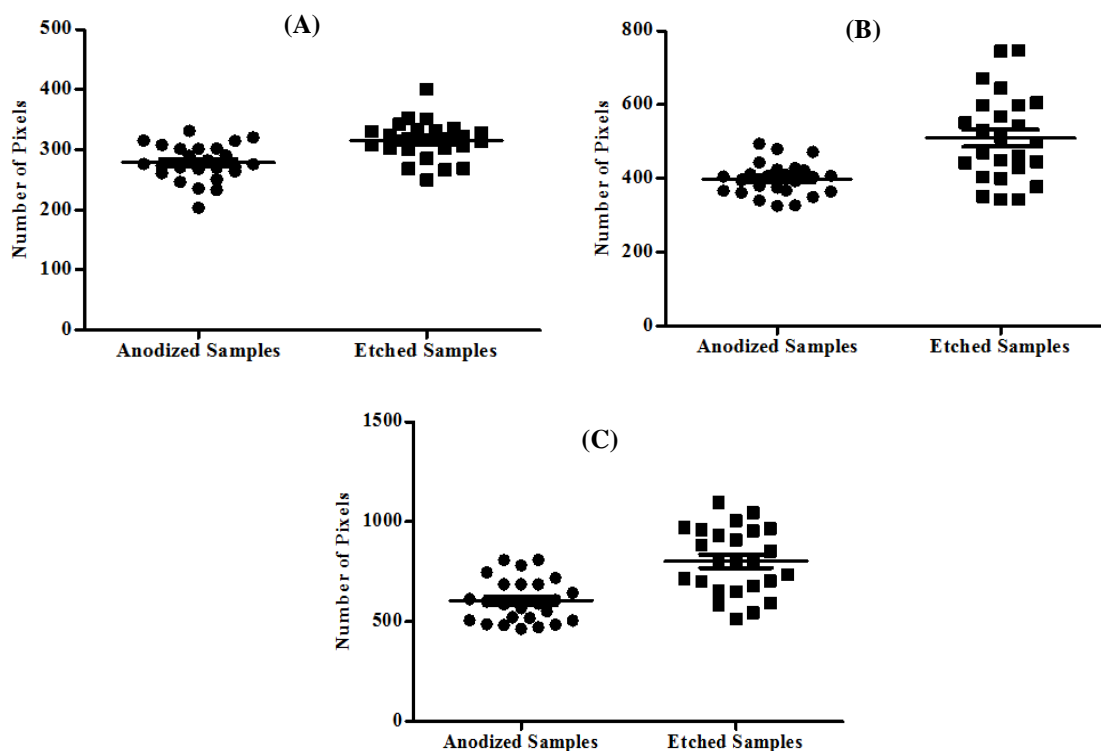 (A)
Number of Pixels
500
400
300
200
100
0
Anodized Samples Etched Samples
(B)
Number of Pixels
800
600
400
200
0
Anodized Samples Etched Samples
(C)
Number of Pixels
1500
1000
500
0
Anodized Samples Etched Samples